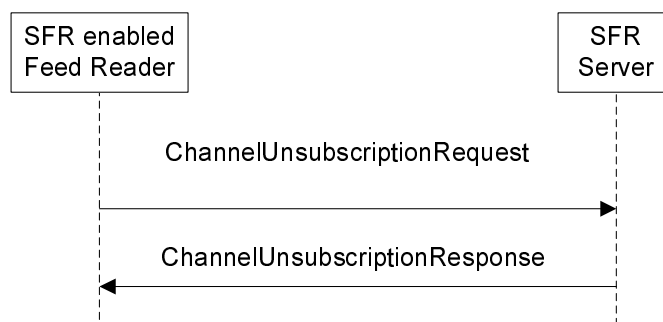 SFR enabled
Feed Reader
SFR
Server
ChannelUnsubscriptionRequest
ChannelUnsubscriptionResponse